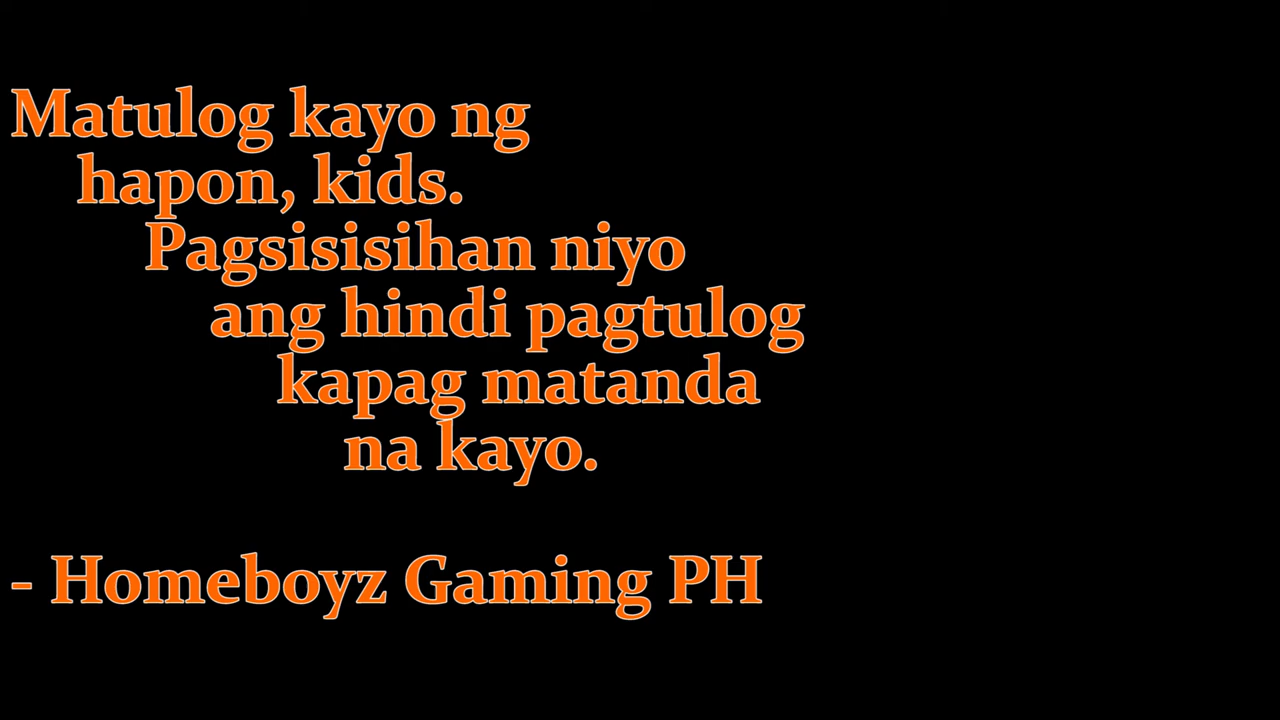 Matulog kayo ng
hapon, kids.
Pagsisisihan niyo
ang hindi pagtulog
kapag matanda
na kayo.
- Homeboyz Gaming PH